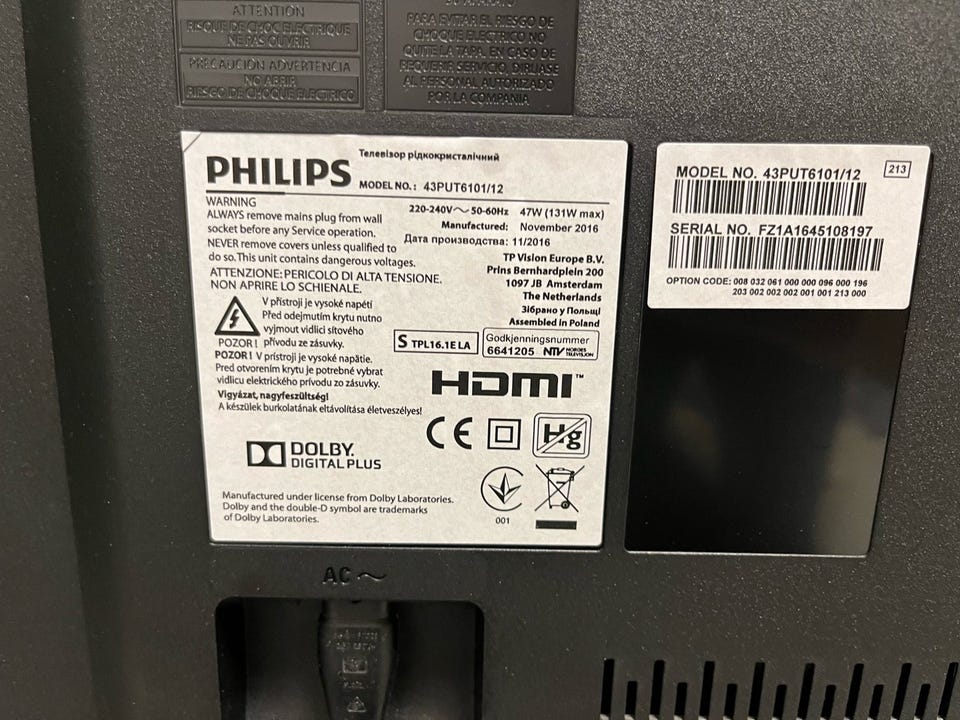 ATTENTION
RISQUE DE CHOC ELECTRIQUE
NE PAS OUVRIR
PRECAUCION ADVERTENCIA
NO ABRIR
RIESGO DE CHOQUE ELECTRICO
SU APARATO
PARA EVITAR EL RIESGO DE
CHOQUE ELECTRICO NO
QUITE LA TAPA. EN CASO DE
REQUERIR SERVICIO, DIRIJASE
AL PERSONAL AUTORIZADO
POR LA COMPANIA
Телевізор рідкокристалічний
PHILIPS MODEL NO.: 43PUT6101/12
WARNING
ALWAYS remove mains plug from wall
socket before any Service operation.
NEVER remove covers unless qualified to
do so. This unit contains dangerous voltages.
ATTENZIONE: PERICOLO DI ALTA TENSIONE.
NON APRIRE LO SCHIENALE.
V přístroji je vysoké napětí
Před odejmutím krytu nutno
vyjmout vidlici síťového
POZOR! přívodu ze zásuvky.
POZOR! V prístroji je vysoké napätie.
Pred otvorením krytu je potrebné vybrat
vidlicu elektrického prívodu zo zásuvky.
Vigyázat, nagyfeszültség!
A készülek burkolatának eltávolítása életveszélyes!
220-240V~ 50-60Hz 47W (131W max)
Manufactured: November 2016
Дата производства: 11/2016
TP Vision Europe B.V.
Prins Bernhardplein 200
1097 JB Amsterdam
The Netherlands
Зібрано у Польщі
Assembled in Poland
S TPL16.1E LA
Godkjenningsnummer
6641205 NTV NORGES TELEVISJON
HDMI™
CE
Hg
DOLBY.
DIGITAL PLUS
Manufactured under license from Dolby Laboratories.
Dolby and the double-D symbol are trademarks
of Dolby Laboratories.
001
MODEL NO. 43PUT6101/12 213
SERIAL NO. FZ1A1645108197
OPTION CODE: 008 032 061 000 000 096 000 196
203 002 002 002 001 001 213 000
AC ~